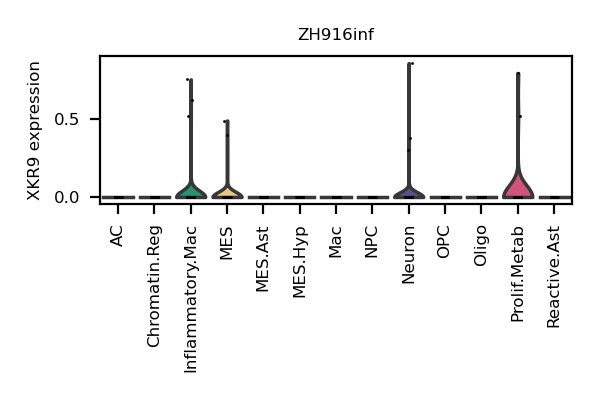 ZH916inf
XKR9 expression
0.5
0.0
AC
Chromatin.Reg
Inflammatory.Mac
MES
MES.Ast
MES.Hyp
Mac
NPC
Neuron
OPC
Oligo
Prolif.Metab
Reactive.Ast